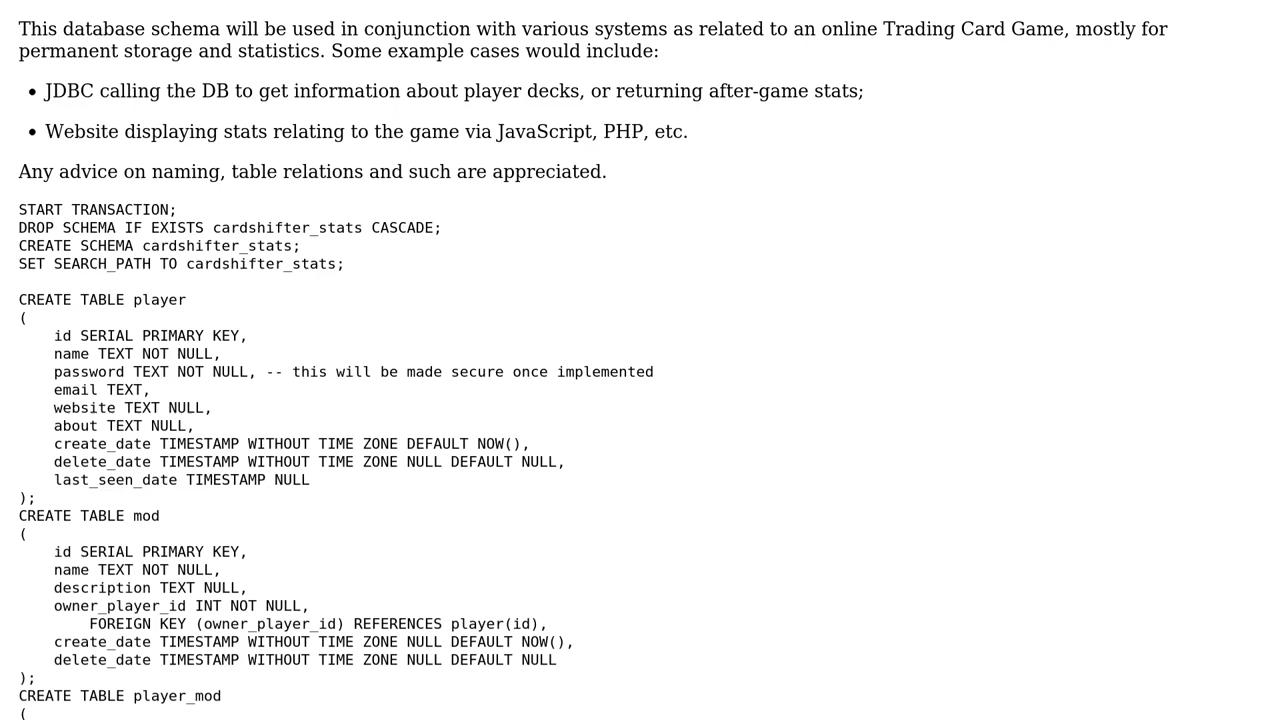 This database schema will be used in conjunction with various systems as related to an online Trading Card Game, mostly for
permanent storage and statistics. Some example cases would include:
• JDBC calling the DB to get information about player decks, or returning after-game stats;
• Website displaying stats relating to the game via JavaScript, PHP, etc.
Any advice on naming, table relations and such are appreciated.
START TRANSACTION;
DROP SCHEMA IF EXISTS cardshifter_stats CASCADE;
CREATE SCHEMA cardshifter_stats;
SET SEARCH_PATH TO cardshifter_stats;
CREATE TABLE player
(
    id SERIAL PRIMARY KEY,
    name TEXT NOT NULL,
    password TEXT NOT NULL, -- this will be made secure once implemented
    email TEXT,
    website TEXT NULL,
    about TEXT NULL,
    create_date TIMESTAMP WITHOUT TIME ZONE DEFAULT NOW(),
    delete_date TIMESTAMP WITHOUT TIME ZONE NULL DEFAULT NULL,
    last_seen_date TIMESTAMP NULL
);
CREATE TABLE mod
(
    id SERIAL PRIMARY KEY,
    name TEXT NOT NULL,
    description TEXT NULL,
    owner_player_id INT NOT NULL,
        FOREIGN KEY (owner_player_id) REFERENCES player(id),
    create_date TIMESTAMP WITHOUT TIME ZONE NULL DEFAULT NOW(),
    delete_date TIMESTAMP WITHOUT TIME ZONE NULL DEFAULT NULL
);
CREATE TABLE player_mod
(